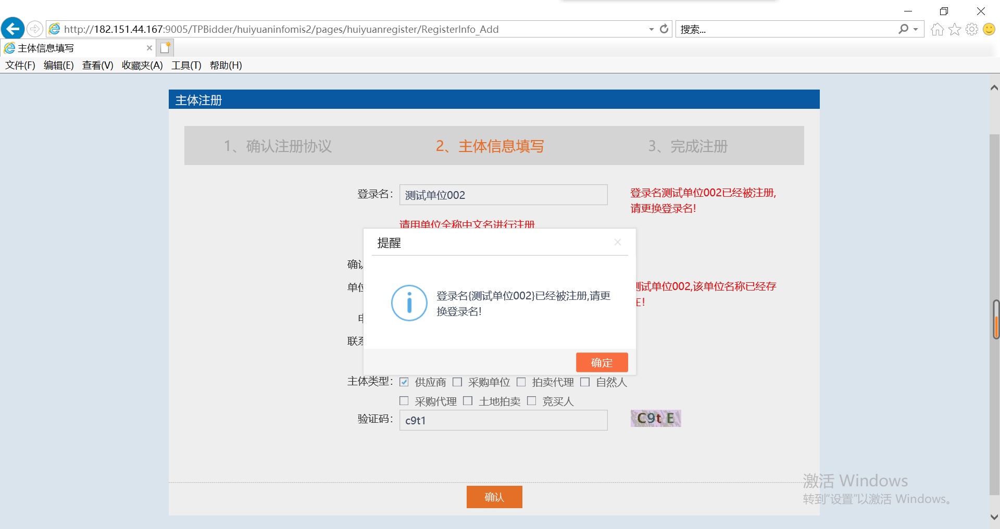 http://182.151.44.167:9005/TPBidder/huiyuaninfomis2/pages/huiyuanregister/RegisterInfo_Add
搜索...
主体信息填写
文件(F) 编辑(E) 查看(V) 收藏夹(A) 工具(T) 帮助(H)
主体注册
1、确认注册协议 2、主体信息填写 3、完成注册
登录名: 测试单位002
登录名测试单位002已经被注册,
请更换登录名!
请用单位全称中文名进行注册
提醒
确认
单位
测试单位002,该单位名称已经存
在!
登录名{测试单位002}已经被注册,请更
换登录名!
联系
确定
主体类型: 供应商 采购单位 拍卖代理 自然人
采购代理 土地拍卖 竞买人
验证码: c9t1
C9tE
确认
激活 Windows
转到"设置"以激活 Windows。